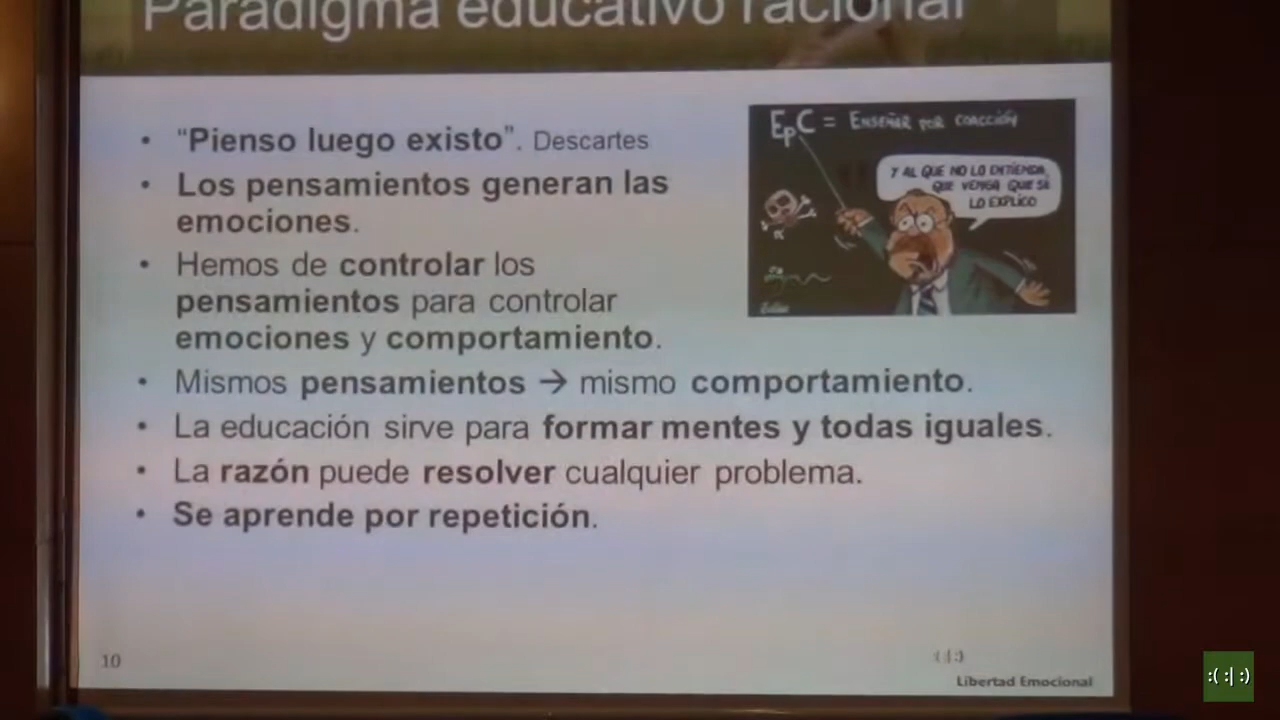 Paradigma educativo racional
• “Pienso luego existo”. Descartes
• Los pensamientos generan las
emociones.
• Hemos de controlar los
pensamientos para controlar
emociones y comportamiento.
• Mismos pensamientos → mismo comportamiento.
• La educación sirve para formar mentes y todas iguales.
• La razón puede resolver cualquier problema.
• Se aprende por repetición.
EpC = ENSEÑAR POR COACCIÓN
Y AL QUE NO LO ENTIENDA,
QUE VENGA QUE SE
LO EXPLICO
10
:( :| :)
Libertad Emocional
:( :| :)